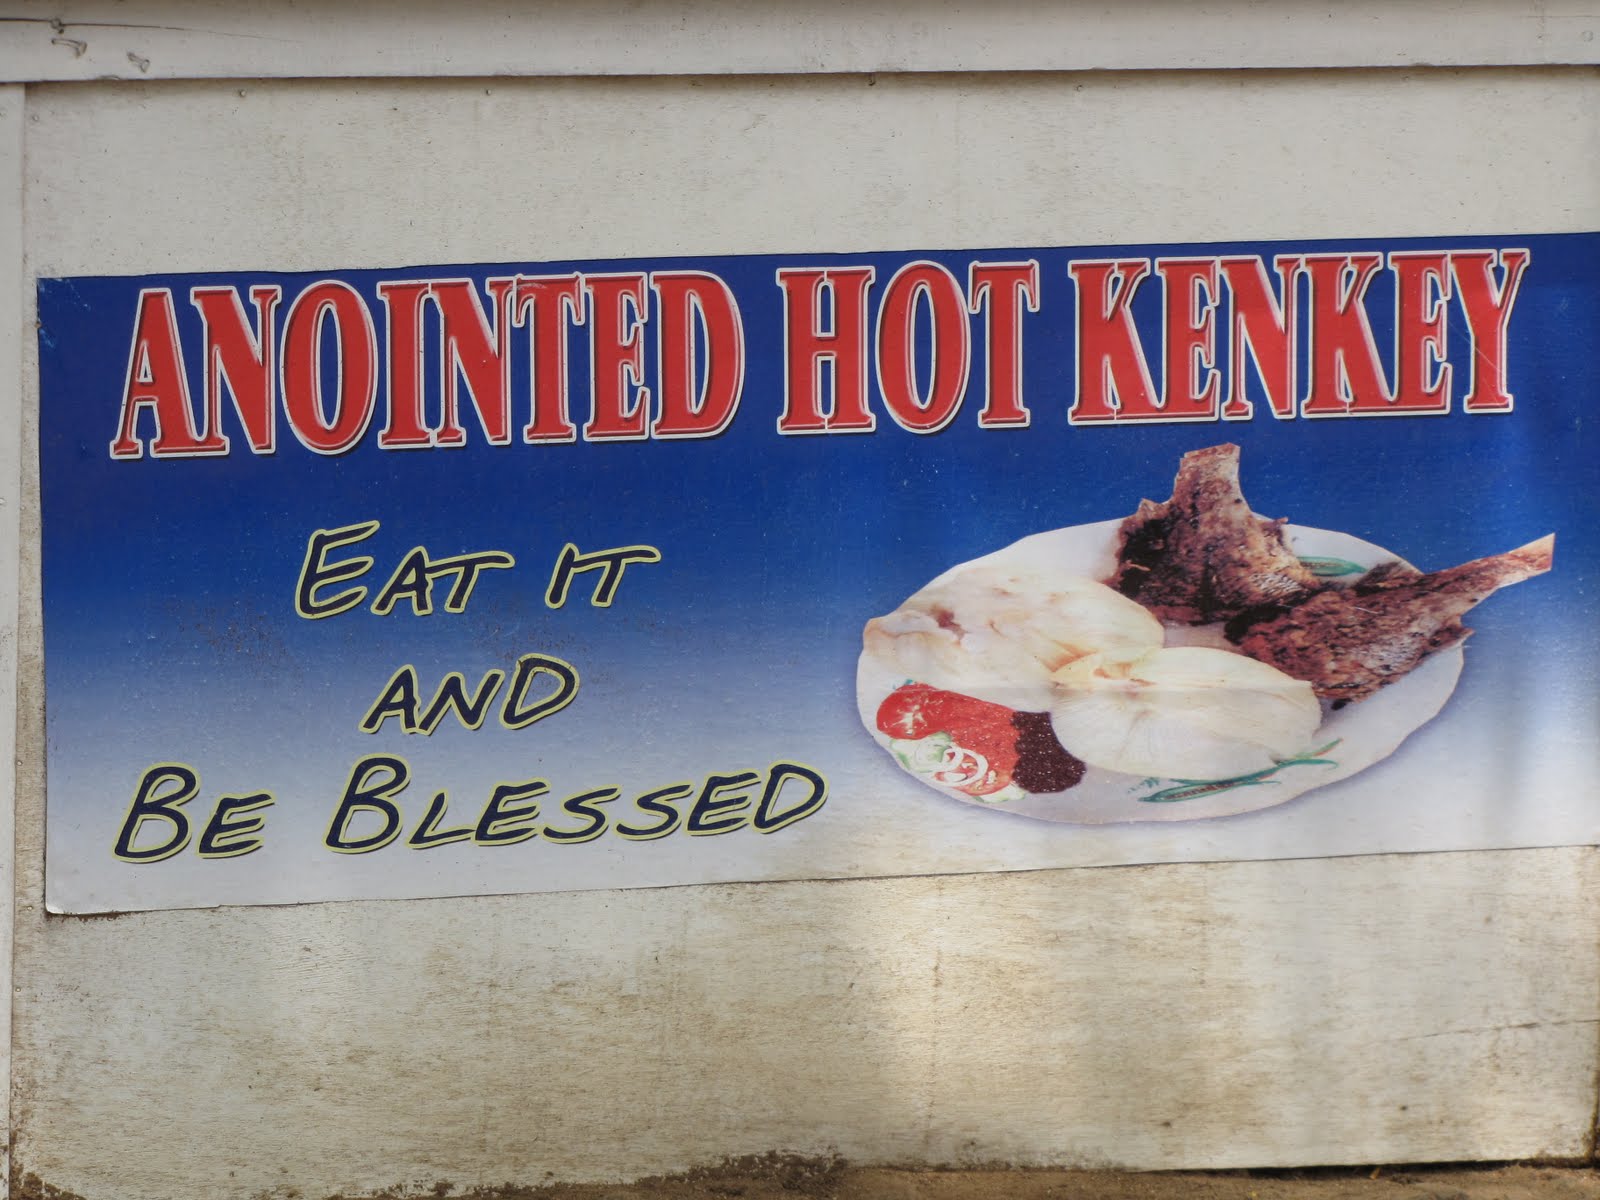 ANOINTED HOT KENKEY
EAT IT
AND
BE BLESSED